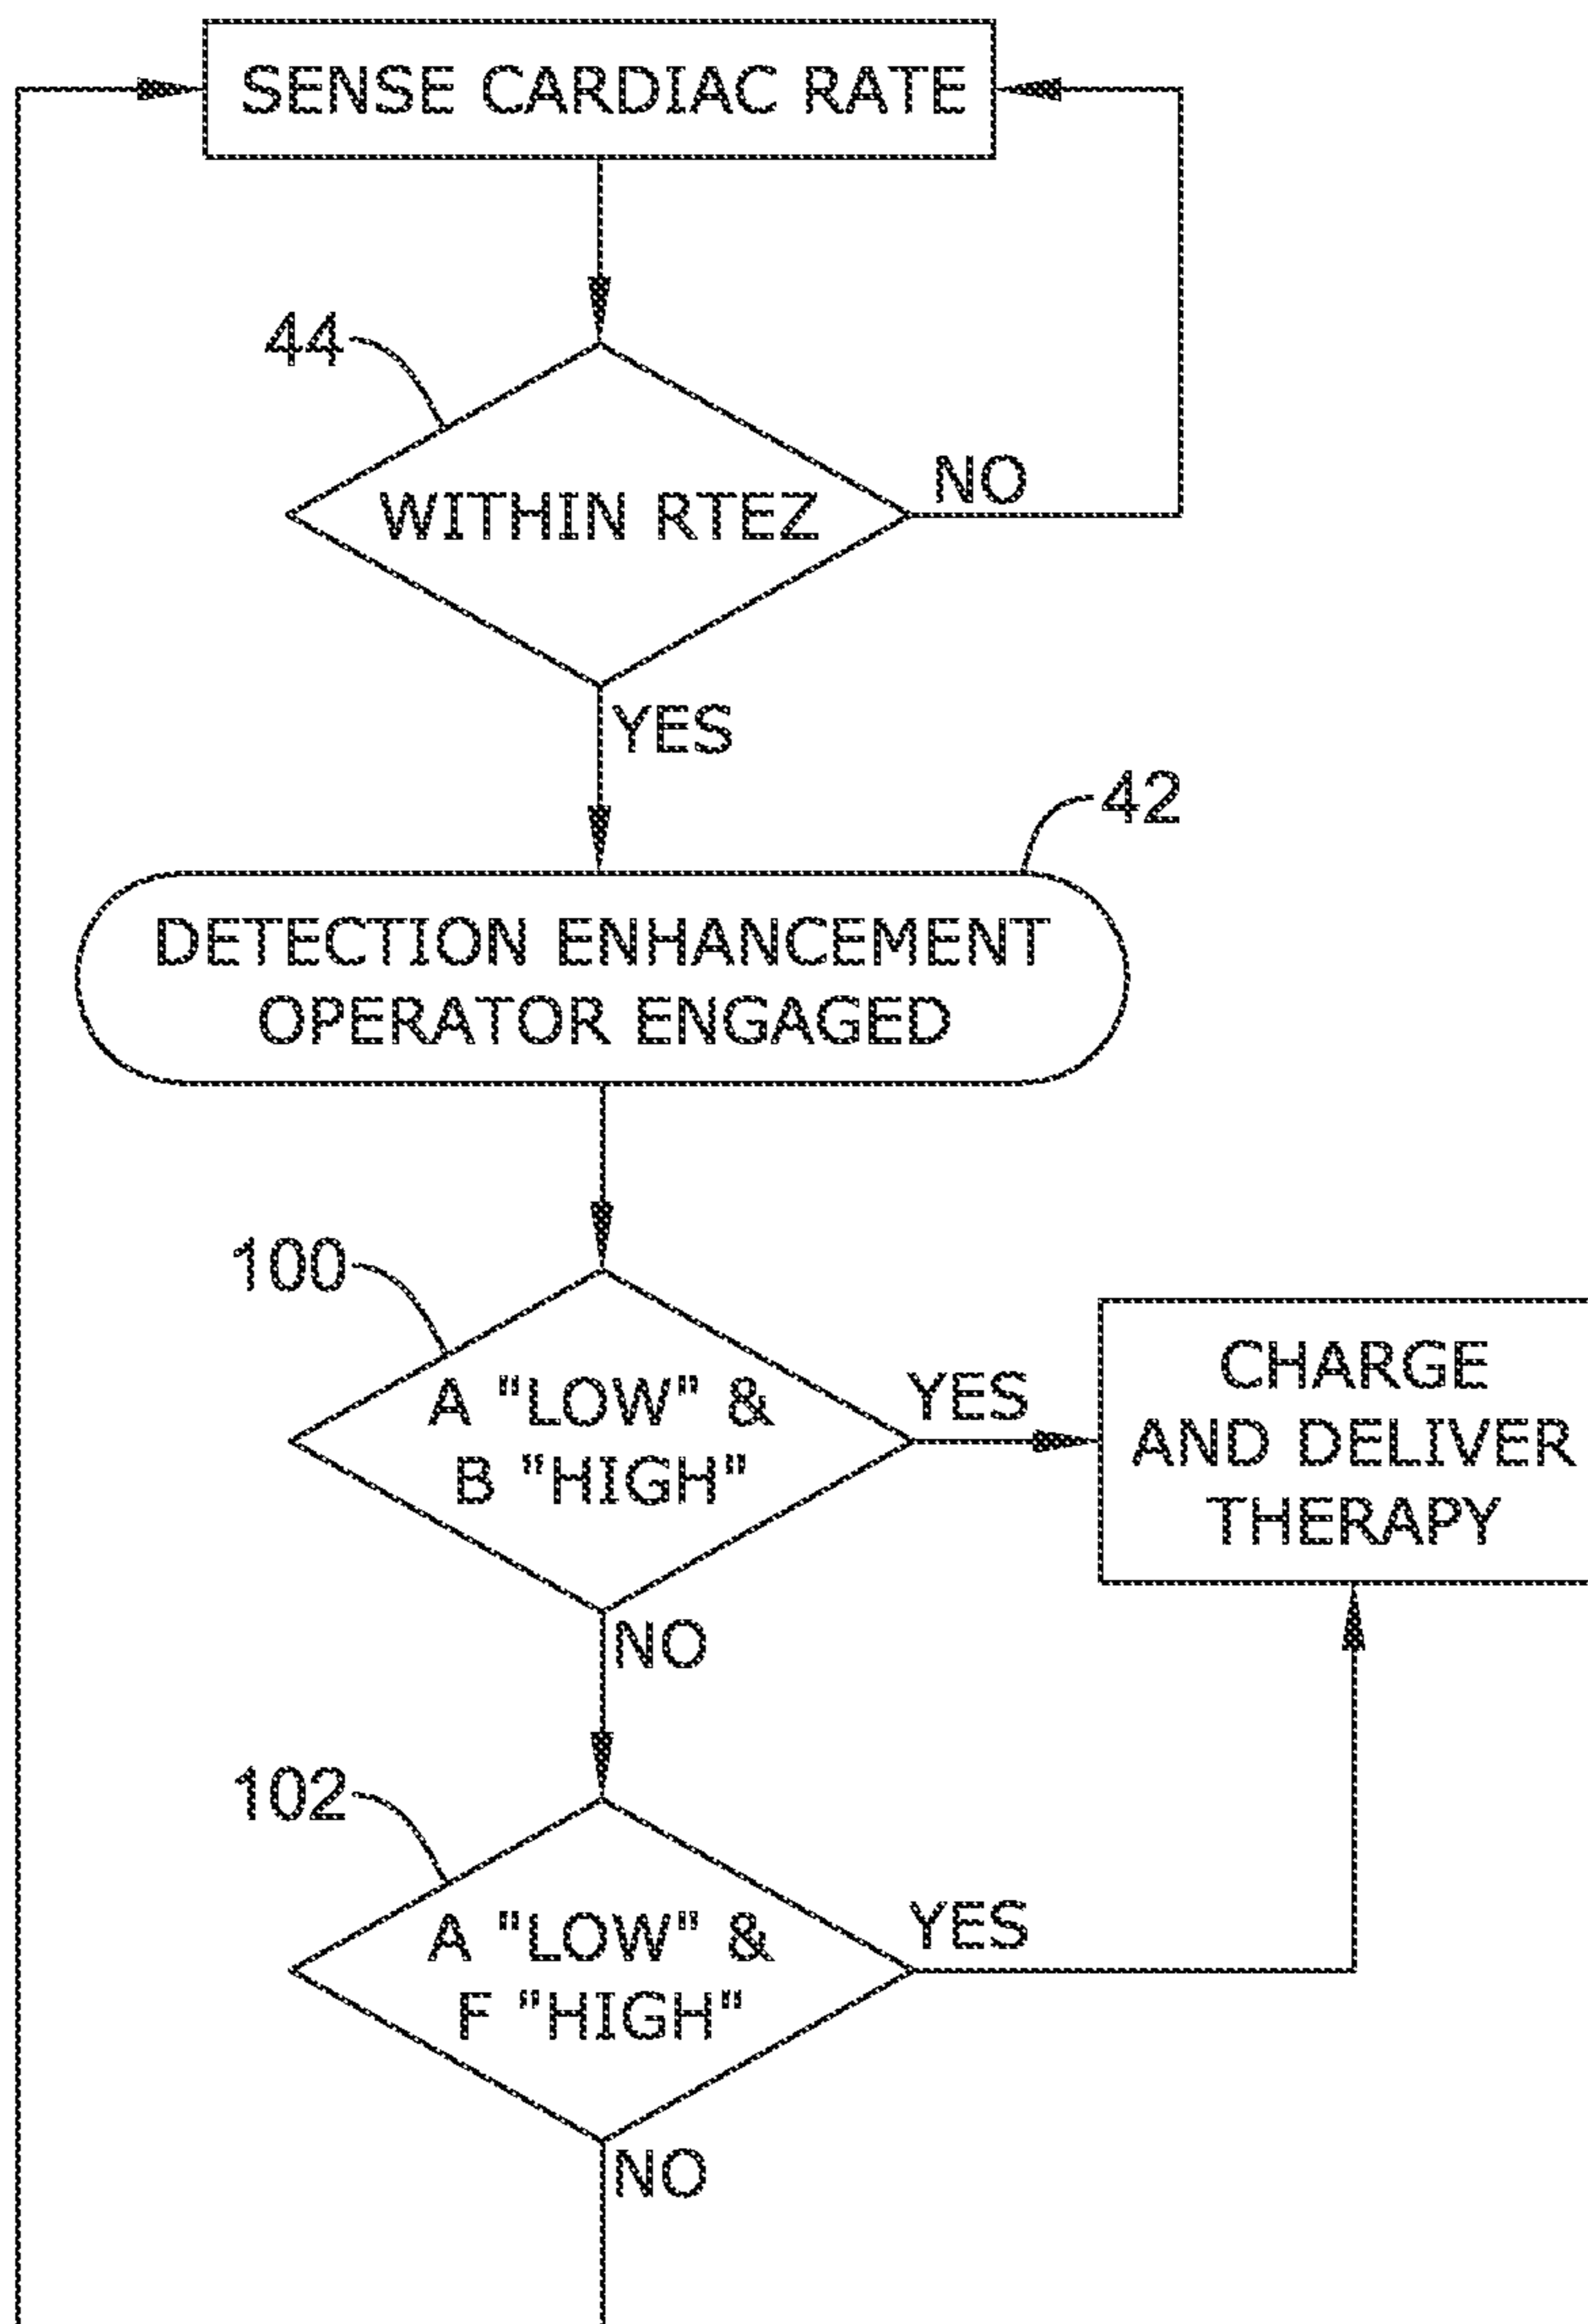 SENSE CARDIAC RATE
44
WITHIN RTEZ
NO
YES
42
DETECTION ENHANCEMENT
OPERATOR ENGAGED
100
A "LOW" &
B "HIGH"
YES
CHARGE
AND DELIVER
THERAPY
NO
102
A "LOW" &
F "HIGH"
YES
NO